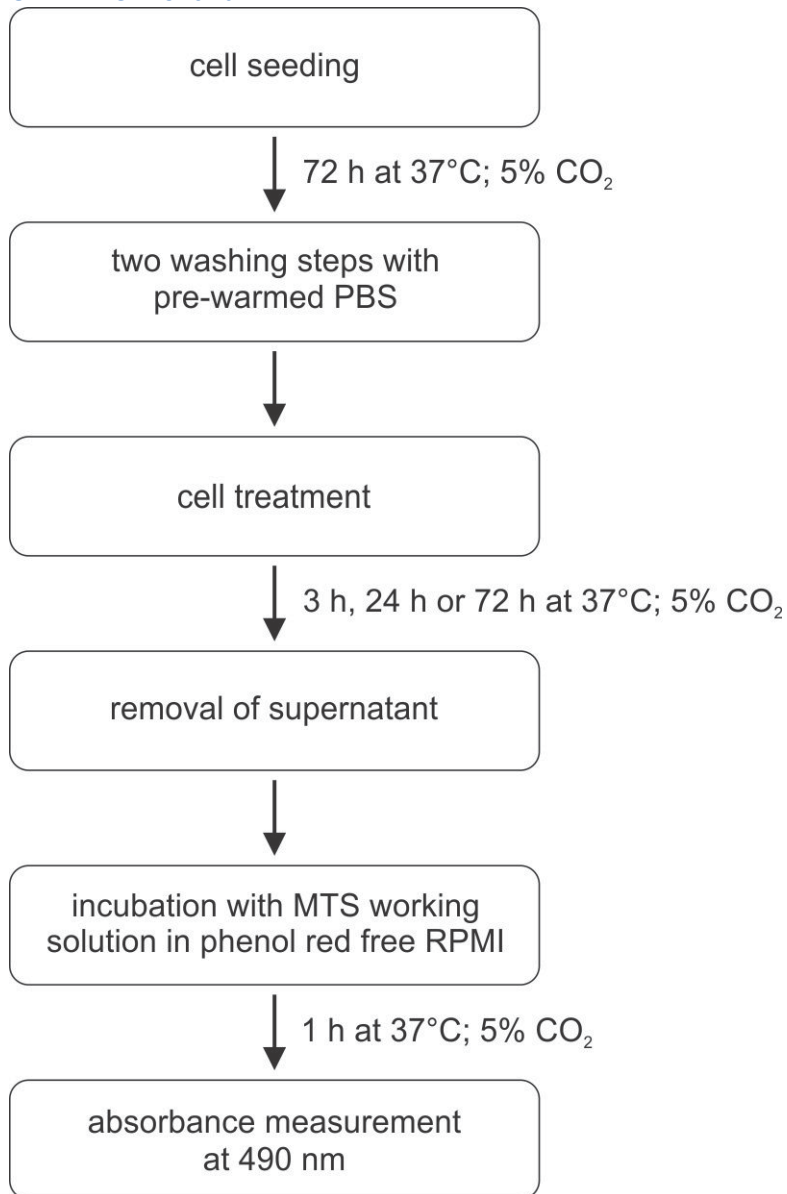 cell seeding
72 h at 37°C; 5% CO₂
two washing steps with
pre-warmed PBS
cell treatment
3 h, 24 h or 72 h at 37°C; 5% CO₂
removal of supernatant
incubation with MTS working
solution in phenol red free RPMI
1 h at 37°C; 5% CO₂
absorbance measurement
at 490 nm